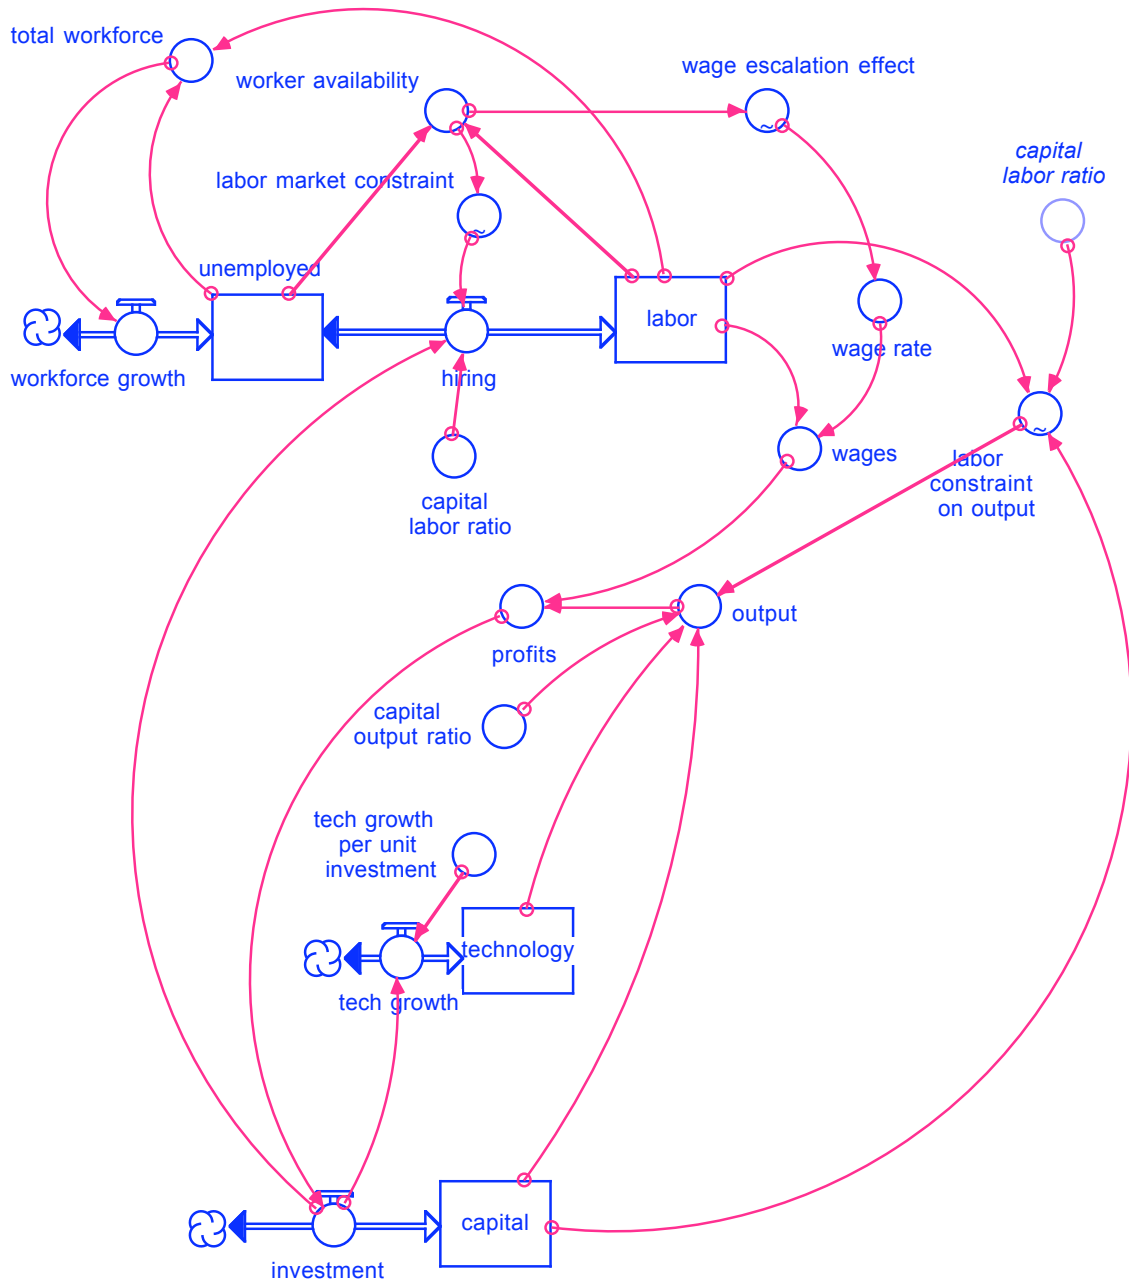 total workforce
worker availability
wage escalation effect
capital
labor ratio
labor market constraint
unemployed
labor
wage rate
workforce growth
hiring
~
~
~
wages
labor
constraint
on output
capital
labor ratio
output
profits
capital
output ratio
tech growth
per unit
investment
technology
tech growth
capital
investment